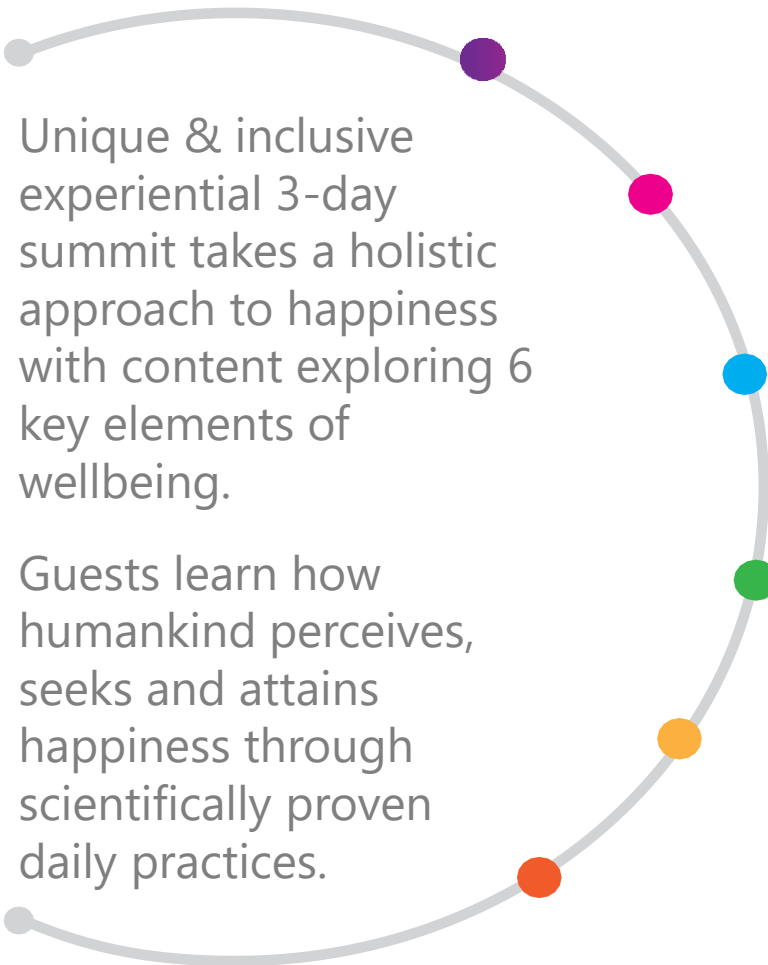 Unique & inclusive
experiential 3-day
summit takes a holistic
approach to happiness
with content exploring 6
key elements of
wellbeing.
Guests learn how
humankind perceives,
seeks and attains
happiness through
scientifically proven
daily practices.